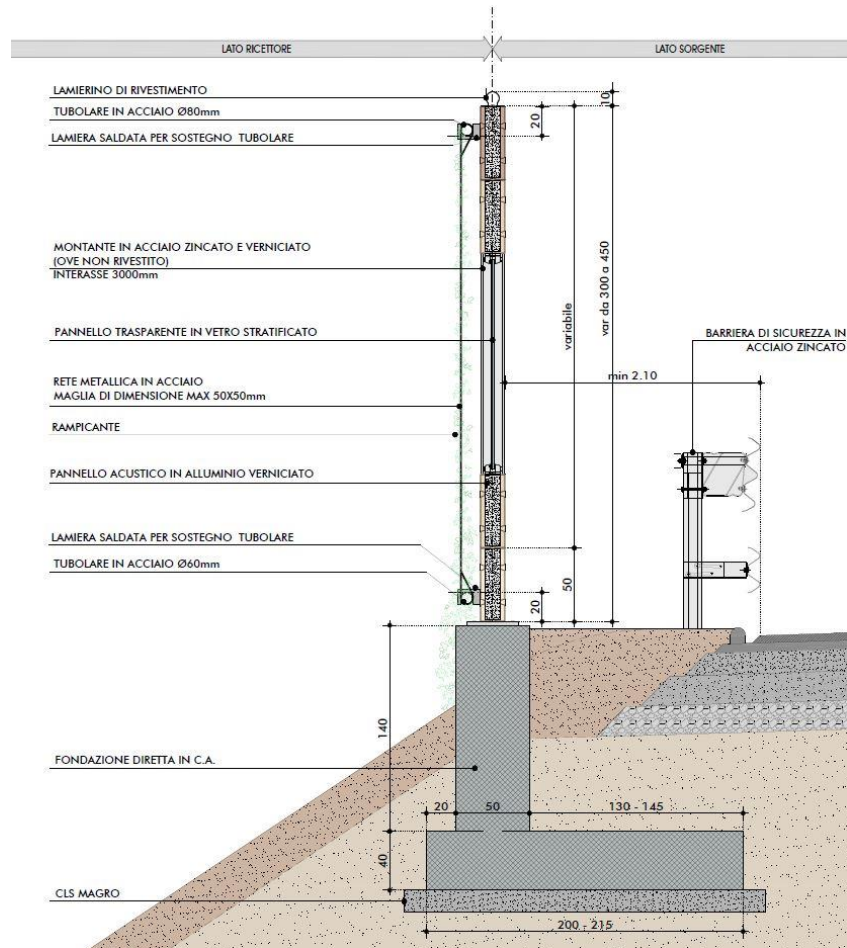 LATO RICETTORE
LATO SORGENTE
LAMIERINO DI RIVESTIMENTO
10
TUBOLARE IN ACCIAIO Ø80mm
20
LAMIERA SALDATA PER SOSTEGNO TUBOLARE
MONTANTE IN ACCIAIO ZINCATO E VERNICIATO
(OVE NON RIVESTITO)
INTERASSE 3000mm
variabile
var da 300 a 450
PANNELLO TRASPARENTE IN VETRO STRATIFICATO
BARRIERA DI SICUREZZA IN
ACCIAIO ZINCATO
min 2.10
RETE METALLICA IN ACCIAIO
MAGLIA DI DIMENSIONE MAX 50X50mm
RAMPICANTE
PANNELLO ACUSTICO IN ALLUMINIO VERNICIATO
LAMIERA SALDATA PER SOSTEGNO TUBOLARE
TUBOLARE IN ACCIAIO Ø60mm
50
20
140
FONDAZIONE DIRETTA IN C.A.
20
50
130 - 145
40
CLS MAGRO
200 - 215